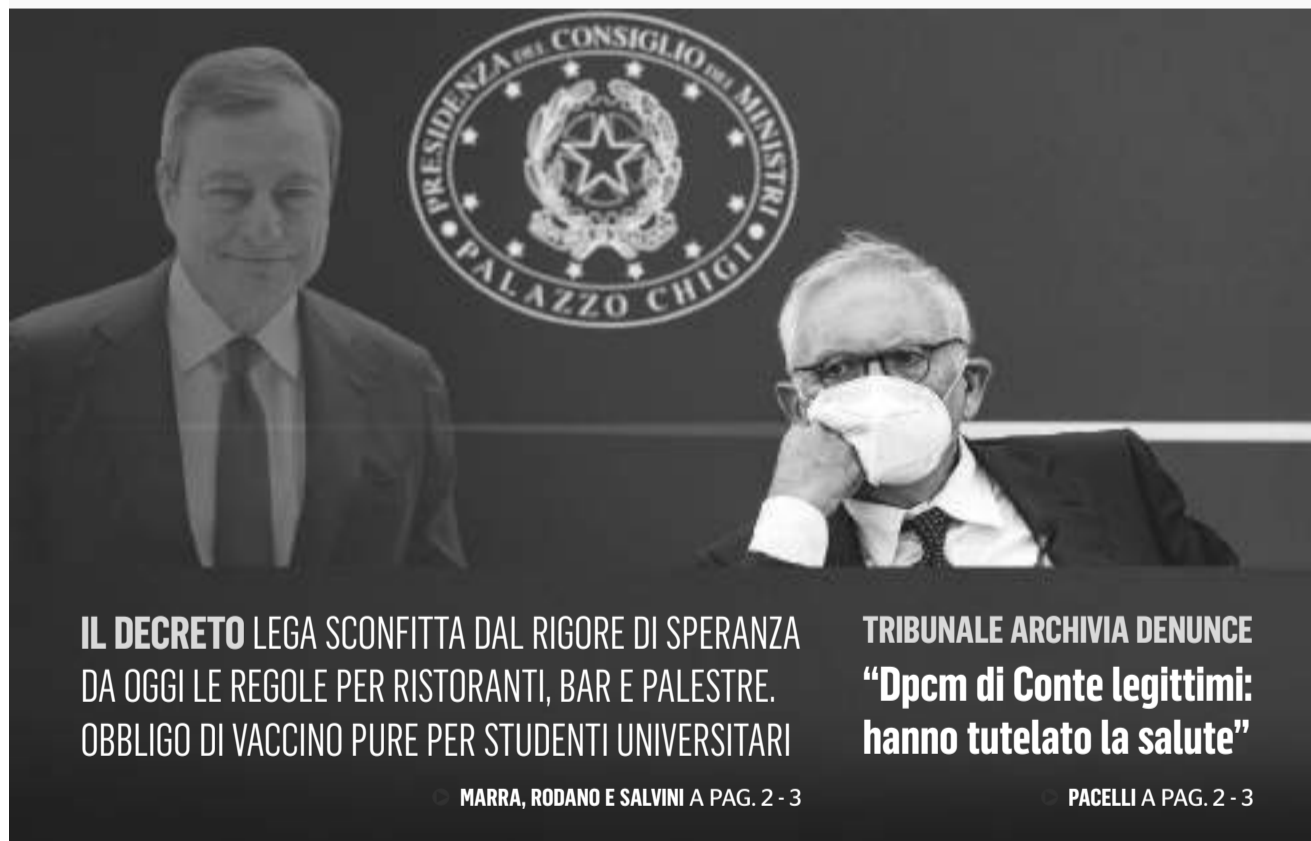 PRESIDENZA DEL CONSIGLIO DEI MINISTRI
PALAZZO CHIGI
IL DECRETO LEGA SCONFITTA DAL RIGORE DI SPERANZA
DA OGGI LE REGOLE PER RISTORANTI, BAR E PALESTRE.
OBBLIGO DI VACCINO PURE PER STUDENTI UNIVERSITARI
MARRA, RODANO E SALVINI A PAG. 2 - 3
TRIBUNALE ARCHIVIA DENUNCE
“Dpcm di Conte legittimi:
hanno tutelato la salute”
PACELLI A PAG. 2 - 3